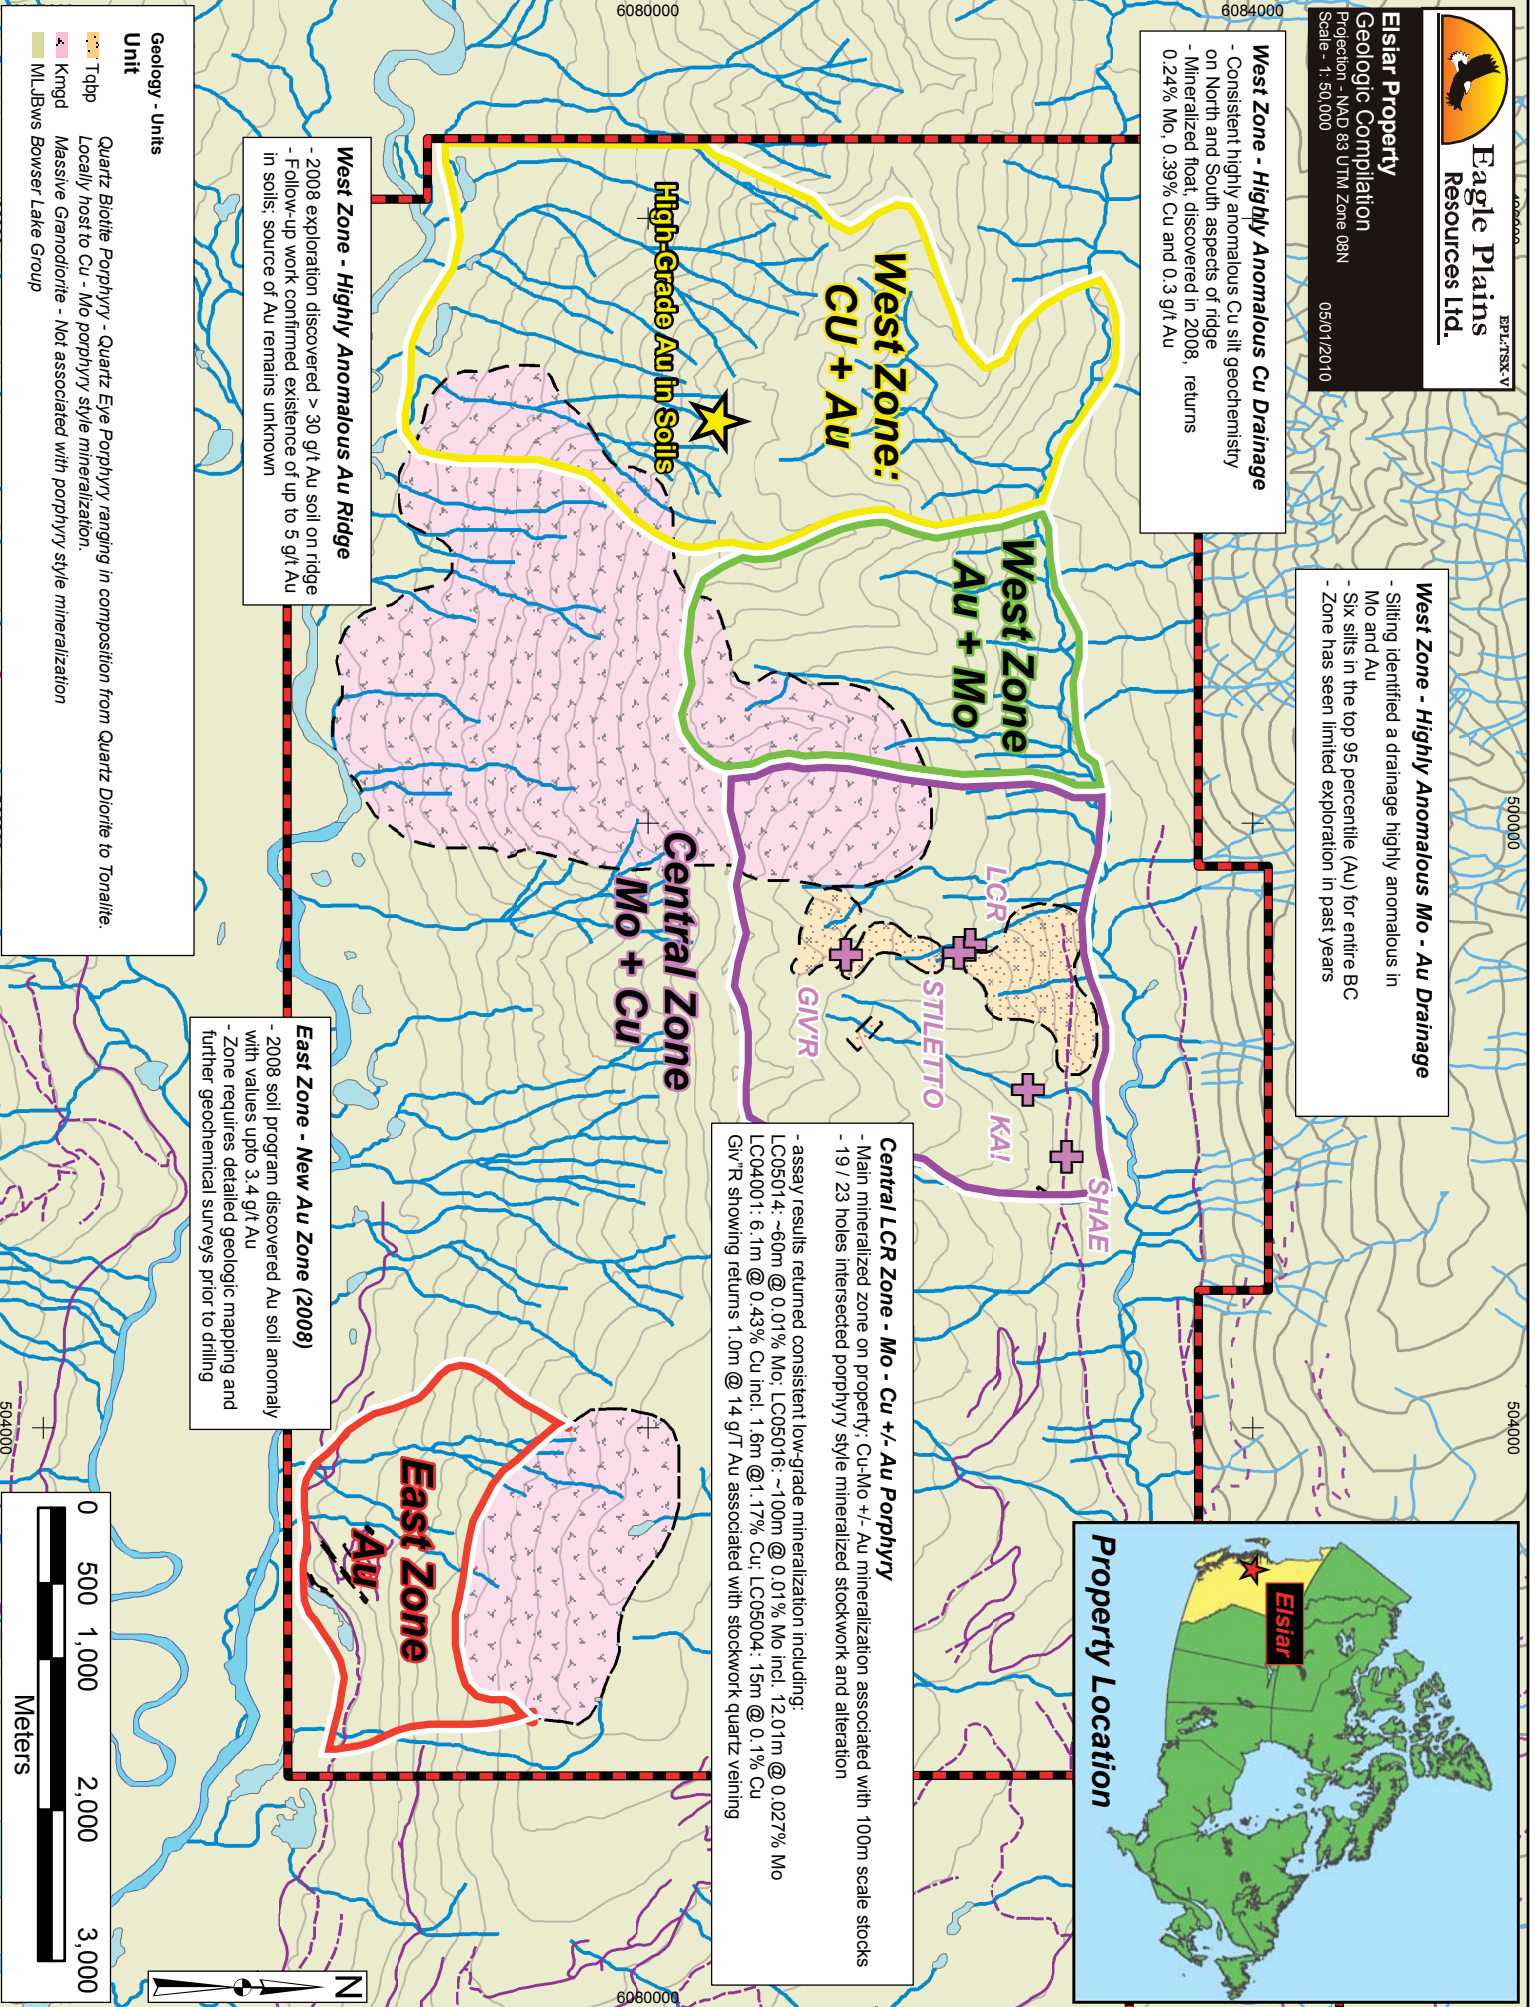 EPL:TSX-V
Eagle Plains
Resources Ltd.
Elsiar Property
Geologic Compilation
Projection - NAD 83 UTM Zone 08N
Scale - 1: 50,000
05/01/2010
500000
504000
6084000
6080000
West Zone - Highly Anomalous Mo - Au Drainage
- Silting identified a drainage highly anomalous in
Mo and Au
- Six silts in the top 95 percentile (Au) for entire BC
- Zone has seen limited exploration in past years
West Zone - Highly Anomalous Cu Drainage
- Consistent highly anomalous Cu silt geochemistry
on North and South aspects of ridge
- Mineralized float, discovered in 2008, returns
0.24% Mo, 0.39% Cu and 0.3 g/t Au
Property Location
Elsiar
West Zone:
CU + Au
High-Grade Au in Soils
West Zone
Au + Mo
LCR
STILETTO
GIV'R
KAI
SHAE
Central Zone
Mo + Cu
Central LCR Zone - Mo - Cu +/- Au Porphyry
- Main mineralized zone on property; Cu-Mo +/- Au mineralization associated with 100m scale stocks
- 19 / 23 holes intersected porphyry style mineralized stockwork and alteration
- assay results returned consistent low-grade mineralization including:
LC05014: ~60m @ 0.01% Mo; LC05016: ~100m @ 0.01% Mo incl. 12.01m @ 0.027% Mo
LC04001: 6.1m @ 0.43% Cu incl. 1.6m @1.17% Cu; LC05004: 15m @ 0.1% Cu
Giv"R showing returns 1.0m @ 14 g/T Au associated with stockwork quartz veining
West Zone - Highly Anomalous Au Ridge
- 2008 exploration discovered > 30 g/t Au soil on ridge
- Follow-up work confirmed existence of up to 5 g/t Au
in soils; source of Au remains unknown
East Zone - New Au Zone (2008)
- 2008 soil program discovered Au soil anomaly
with values upto 3.4 g/t Au
- Zone requires detailed geologic mapping and
further geochemical surveys prior to drillng
East Zone
Au
Geology - Units
Unit
Tqbp Quartz Biotite Porphyry - Quartz Eye Porphyry ranging in composition from Quartz Diorite to Tonalite.
Locally host to Cu - Mo porphyry style mineralization.
Kmgd Massive Granodiorite - Not associated with porphyry style mineralization
MLJBws Bowser Lake Group
504000
6080000
0 500 1,000 2,000 3,000
Meters
N